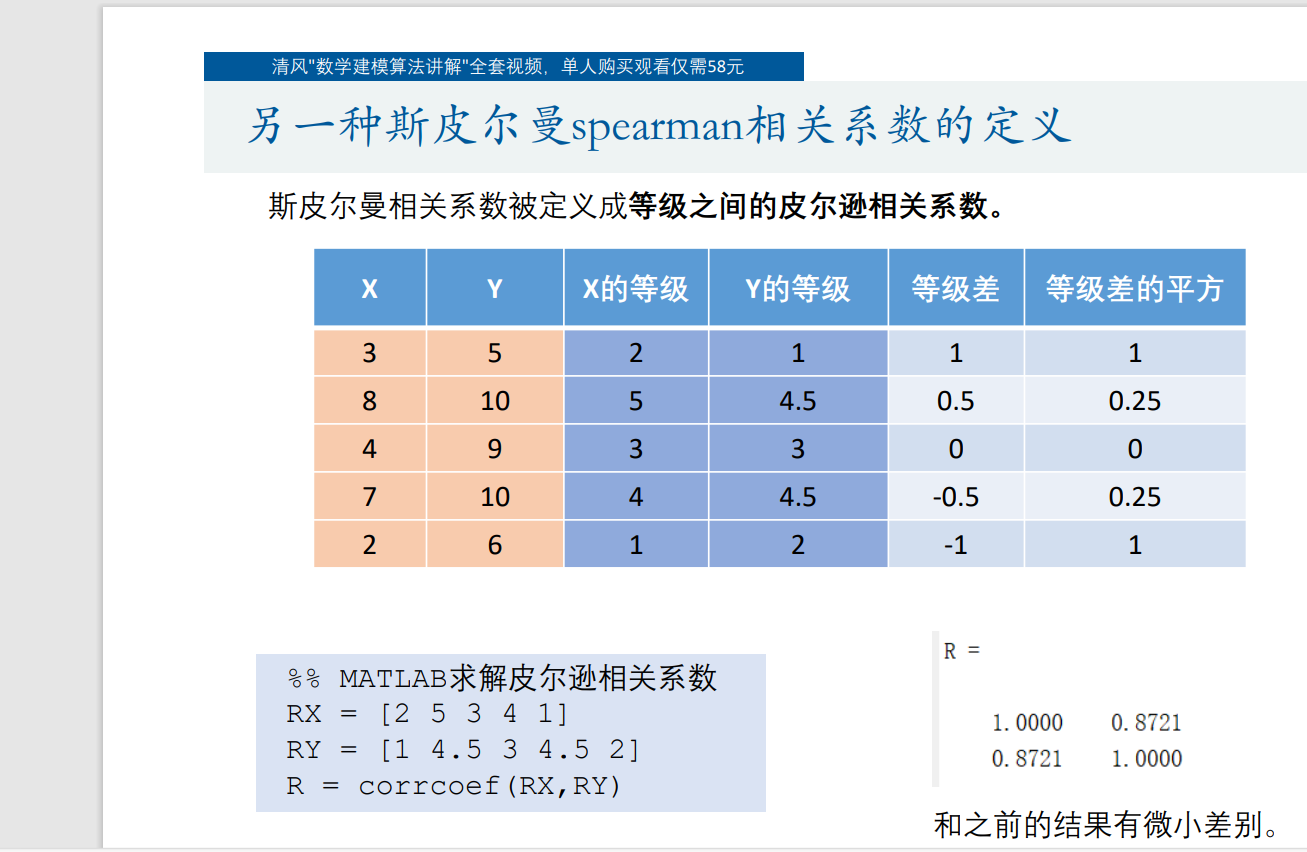 清风"数学建模算法讲解"全套视频，单人购买观看仅需58元
另一种斯皮尔曼spearman相关系数的定义
斯皮尔曼相关系数被定义成等级之间的皮尔逊相关系数。
X Y X的等级 Y的等级 等级差 等级差的平方
3 5 2 1 1 1
8 10 5 4.5 0.5 0.25
4 9 3 3 0 0
7 10 4 4.5 -0.5 0.25
2 6 1 2 -1 1
%% MATLAB求解皮尔逊相关系数
RX = [2 5 3 4 1]
RY = [1 4.5 3 4.5 2]
R = corrcoef(RX,RY)
R =
1.0000 0.8721
0.8721 1.0000
和之前的结果有微小差别。